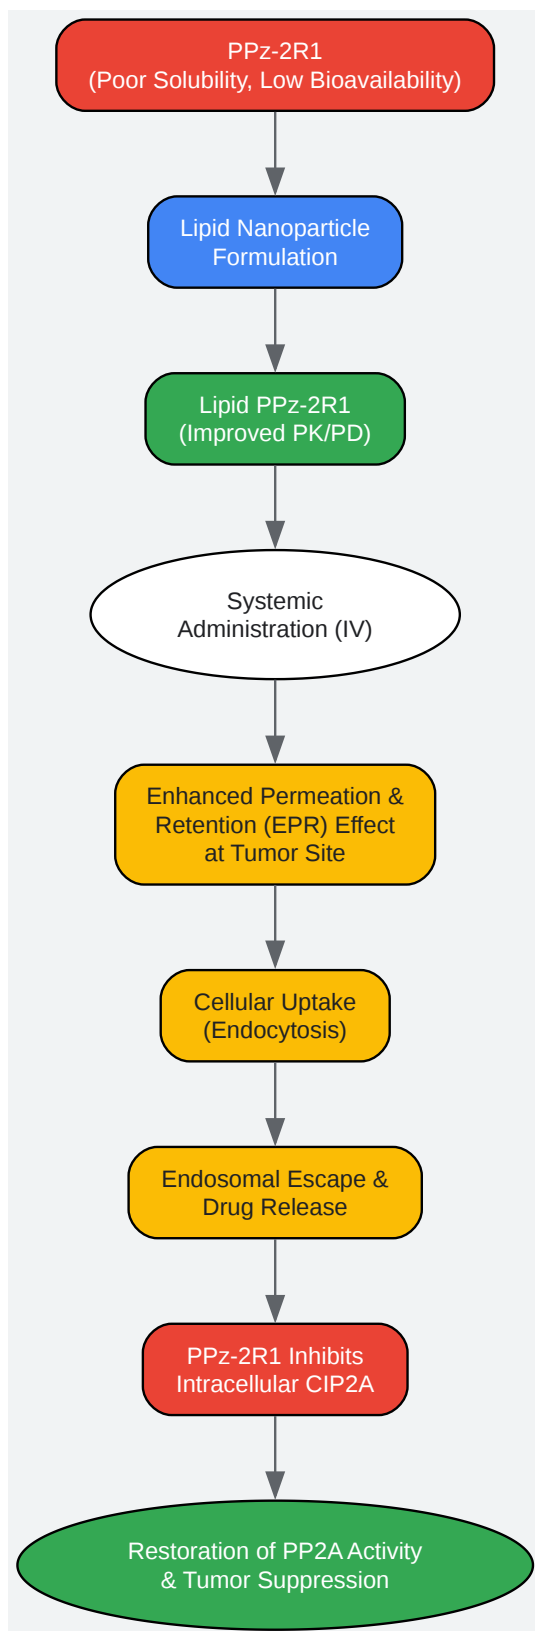 PPz-2R1
(Poor Solubility, Low Bioavailability)
Lipid Nanoparticle
Formulation
Lipid PPz-2R1
(Improved PK/PD)
Systemic
Administration (IV)
Enhanced Permeation &
Retention (EPR) Effect
at Tumor Site
Cellular Uptake
(Endocytosis)
Endosomal Escape &
Drug Release
PPz-2R1 Inhibits
Intracellular CIP2A
Restoration of PP2A Activity
& Tumor Suppression